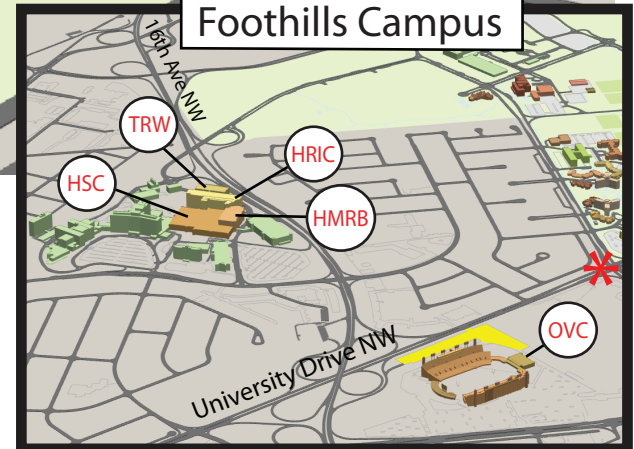 Foothills Campus
16th Ave NW
TRW
HRIC
HSC
HMRB
*
OVC
University Drive NW